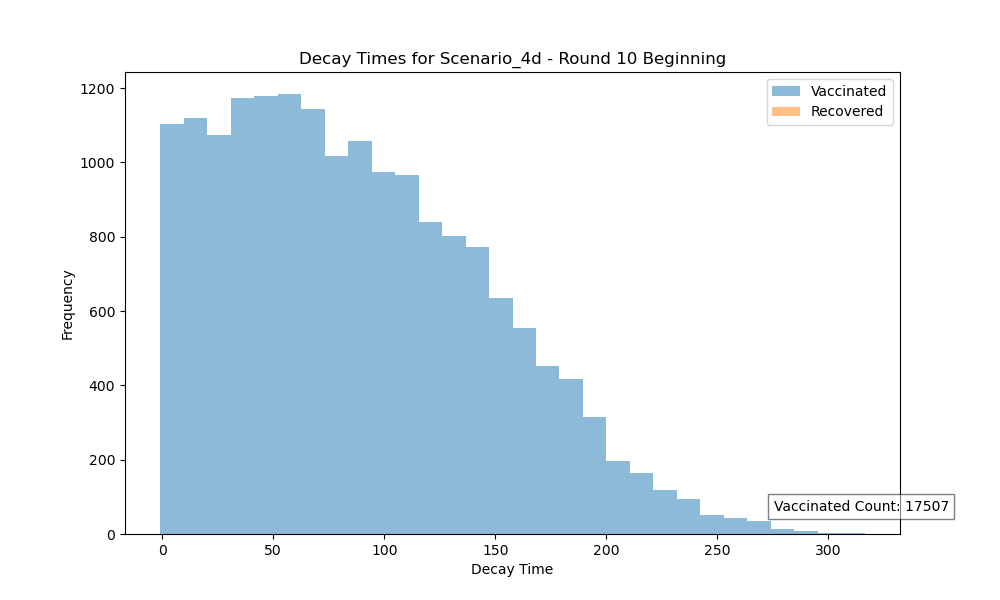 Decay Times for Scenario_4d - Round 10 Beginning
Vaccinated
Recovered
1200
1000
800
600
400
200
0
Frequency
Vaccinated Count: 17507
0 50 100 150 200 250 300
Decay Time